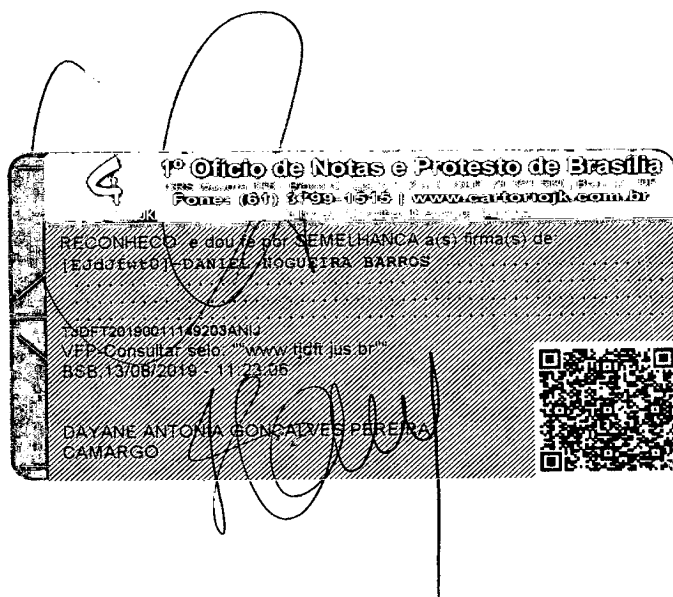 1º Ofício de Notas e Protesto de Brasília
Fone: (61) 3799-1515 | www.cartoriojk.com.br
JK
RECONHEÇO e dou fé por SEMELHANÇA a(s) firma(s) de:
[EJdJfwt0]-DANIEL NOGUEIRA BARROS
TJDFT20190011149203ANIJ
VFP-Consultar selo: ""www.tjdft.jus.br""
BSB,13/08/2019 - 11:23:06
DAYANE ANTONIA GONÇALVES PEREIRA
CAMARGO